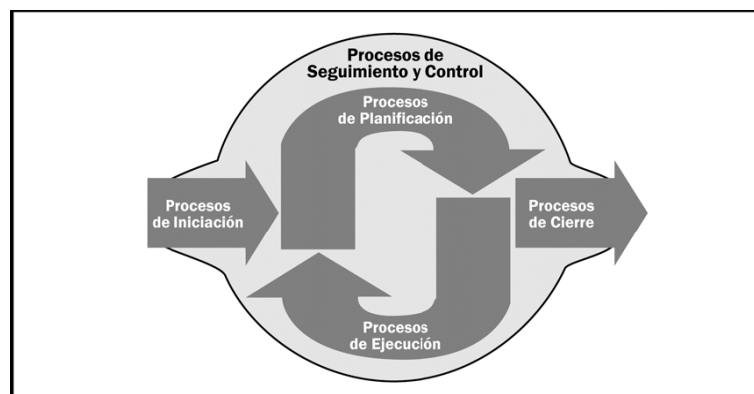 Procesos de
Seguimiento y Control
Procesos
de Planificación
Procesos
de Iniciación
Procesos
de Cierre
Procesos
de Ejecución